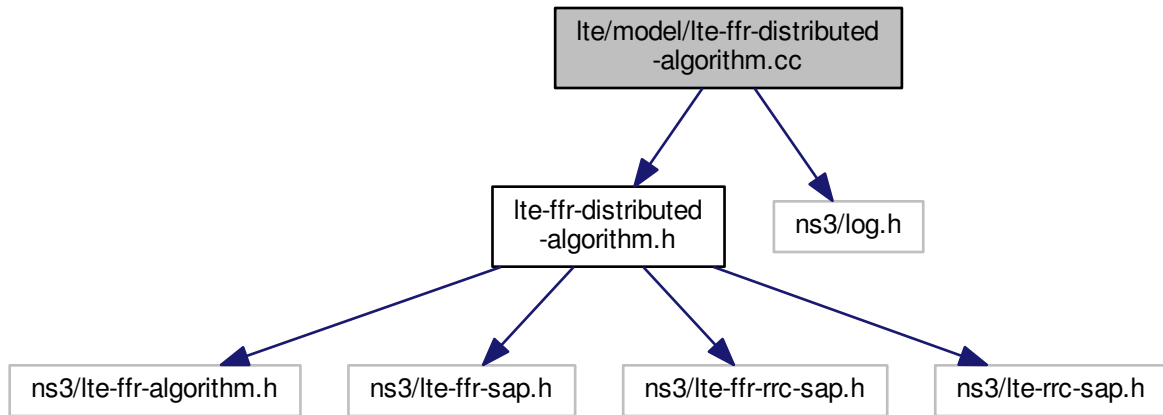 lte/model/lte-ffr-distributed
-algorithm.cc
lte-ffr-distributed
-algorithm.h
ns3/log.h
ns3/lte-ffr-algorithm.h
ns3/lte-ffr-sap.h
ns3/lte-ffr-rrc-sap.h
ns3/lte-rrc-sap.h